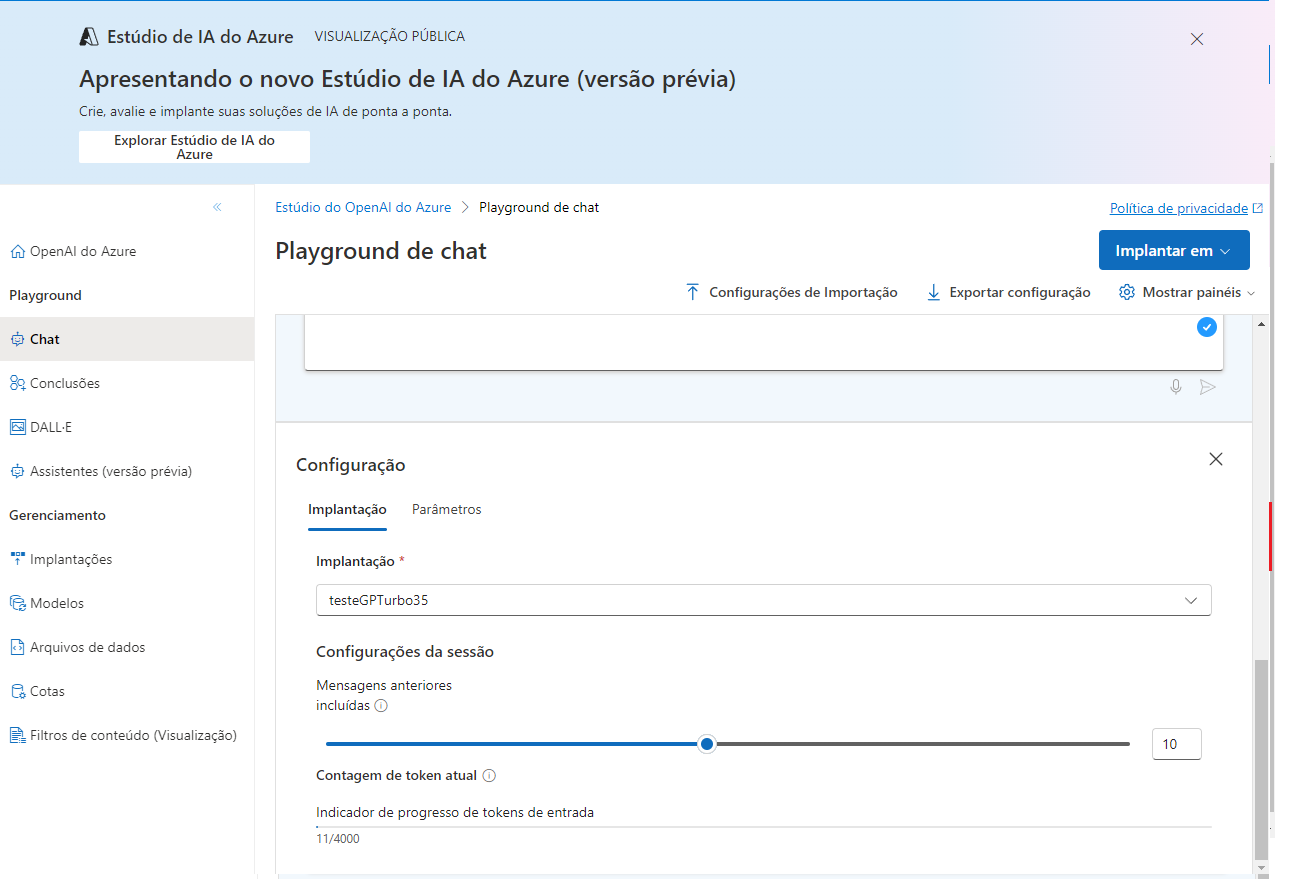 Estúdio de IA do Azure VISUALIZAÇÃO PÚBLICA
Apresentando o novo Estúdio de IA do Azure (versão prévia)
Crie, avalie e implante suas soluções de IA de ponta a ponta.
Explorar Estúdio de IA do
Azure
OpenAI do Azure
Playground
Chat
Conclusões
DALL·E
Assistentes (versão prévia)
Gerenciamento
Implantações
Modelos
Arquivos de dados
Cotas
Filtros de conteúdo (Visualização)
Estúdio do OpenAI do Azure > Playground de chat
Política de privacidade
Playground de chat
Implantar em
Configurações de Importação
Exportar configuração
Mostrar painéis
Configuração
Implantação Parâmetros
Implantação *
testeGPTurbo35
Configurações da sessão
Mensagens anteriores
incluídas
10
Contagem de token atual
Indicador de progresso de tokens de entrada
11/4000